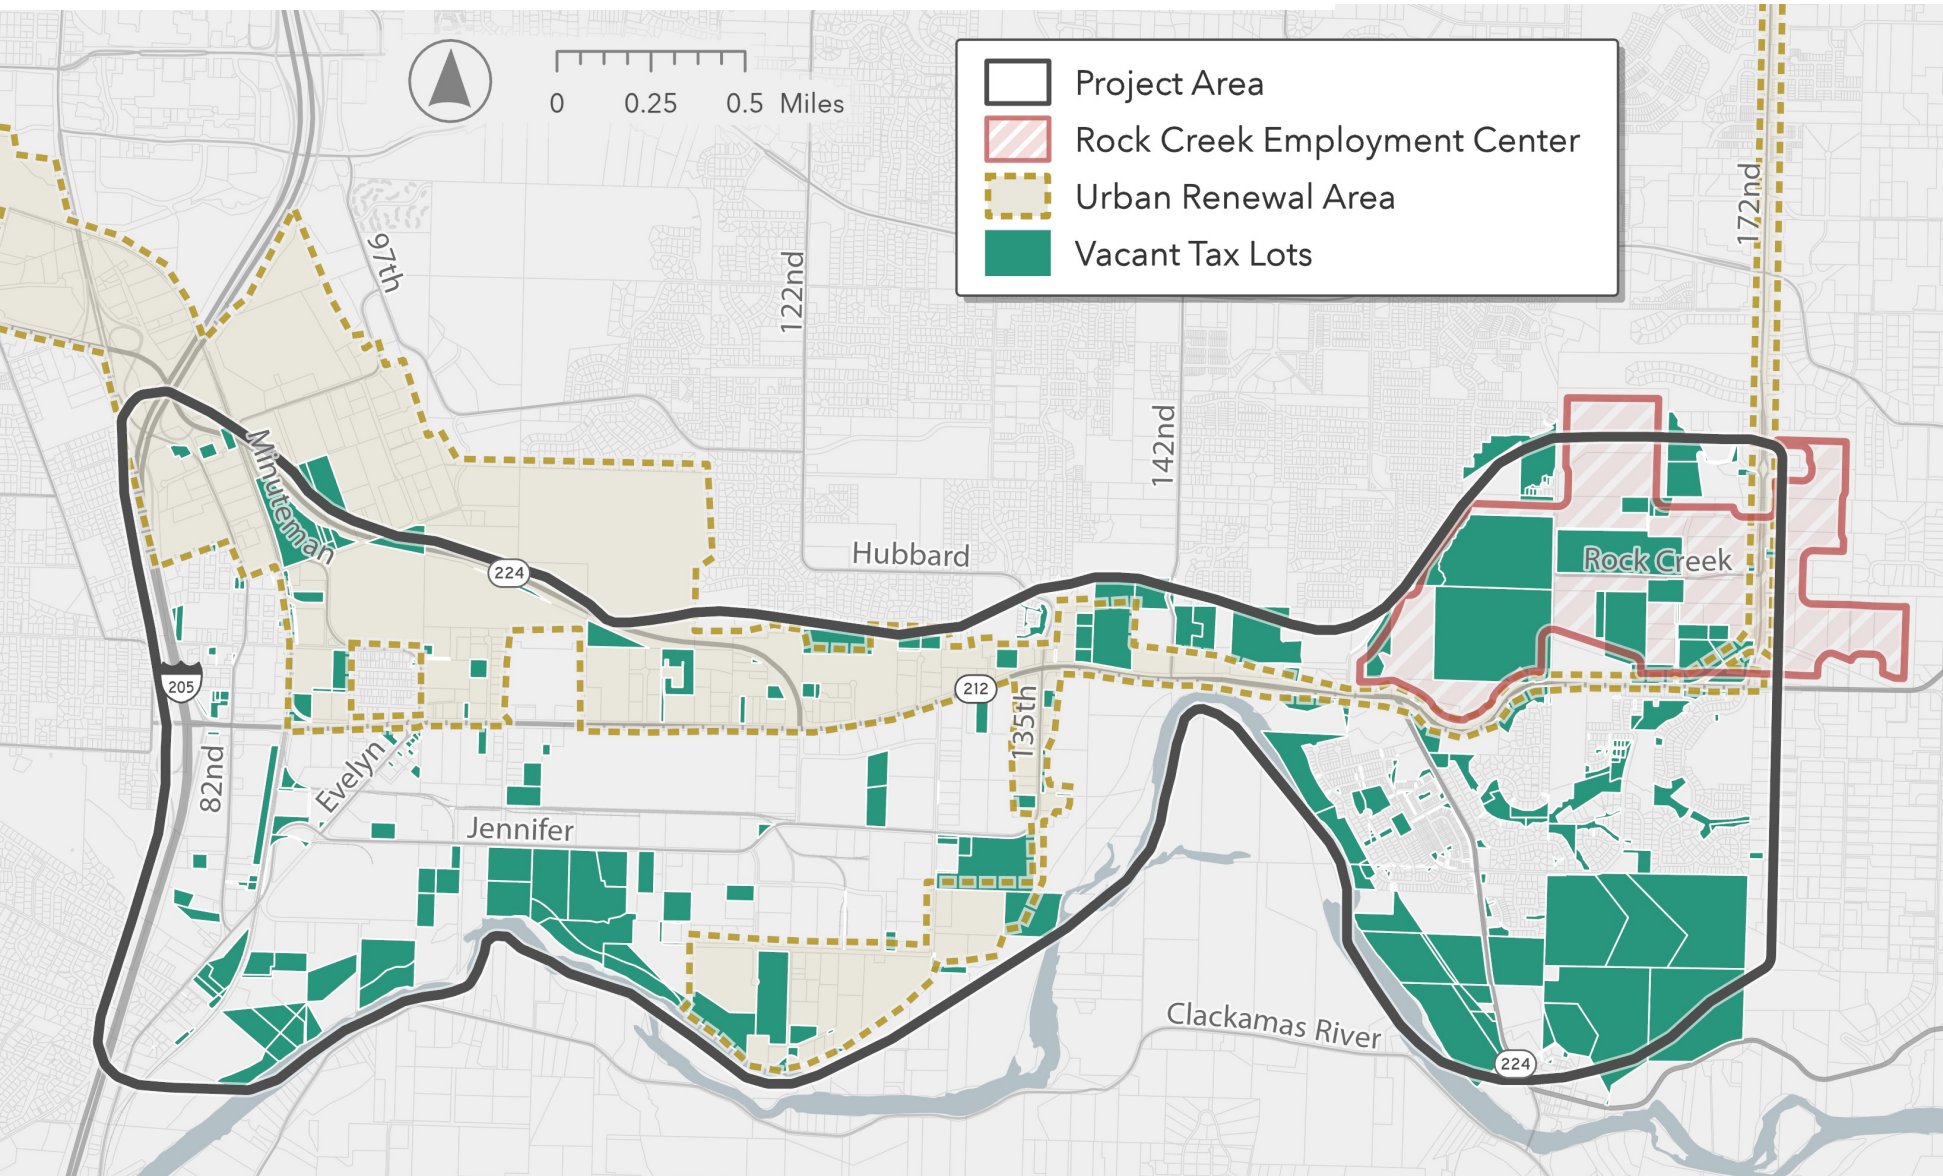 0 0.25 0.5 Miles
Project Area
Rock Creek Employment Center
Urban Renewal Area
Vacant Tax Lots
172nd
97th
122nd
142nd
Minuteman
Hubbard
224
Rock Creek
205
212
135th
82nd
Evelyn
Jennifer
Clackamas River
224